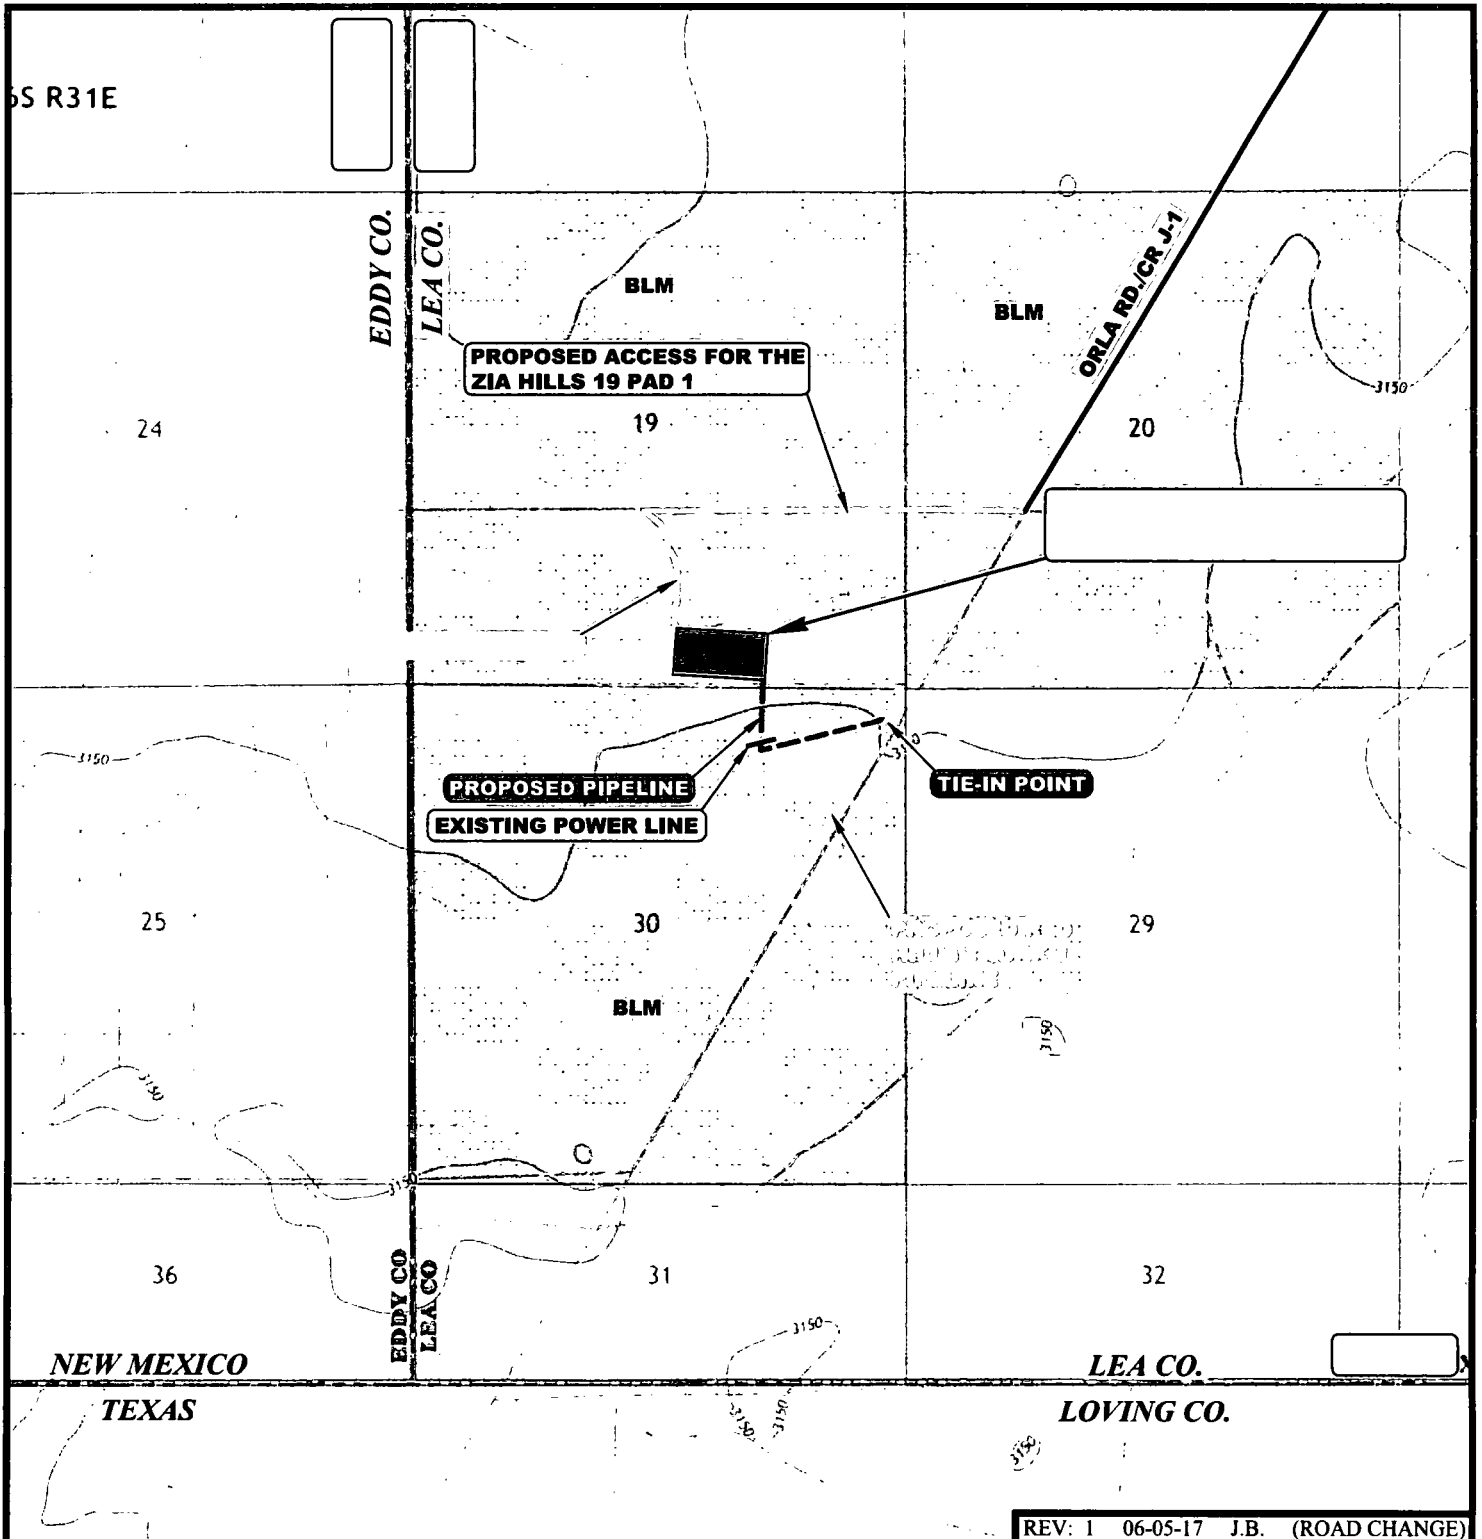 6S R31E
EDDY CO.
LEA CO.
BLM
BLM
ORLA RD./CR J-1
PROPOSED ACCESS FOR THE
ZIA HILLS 19 PAD 1
3150
24
19
20
3150
PROPOSED PIPELINE
TIE-IN POINT
EXISTING POWER LINE
25
30
29
BLM
3150
3150
3150
36
31
32
EDDY CO
LEA CO
3150
NEW MEXICO
LEA CO.
TEXAS
LOVING CO.
3150
3150
3150
REV: 1 06-05-17 J.B. (ROAD CHANGE)